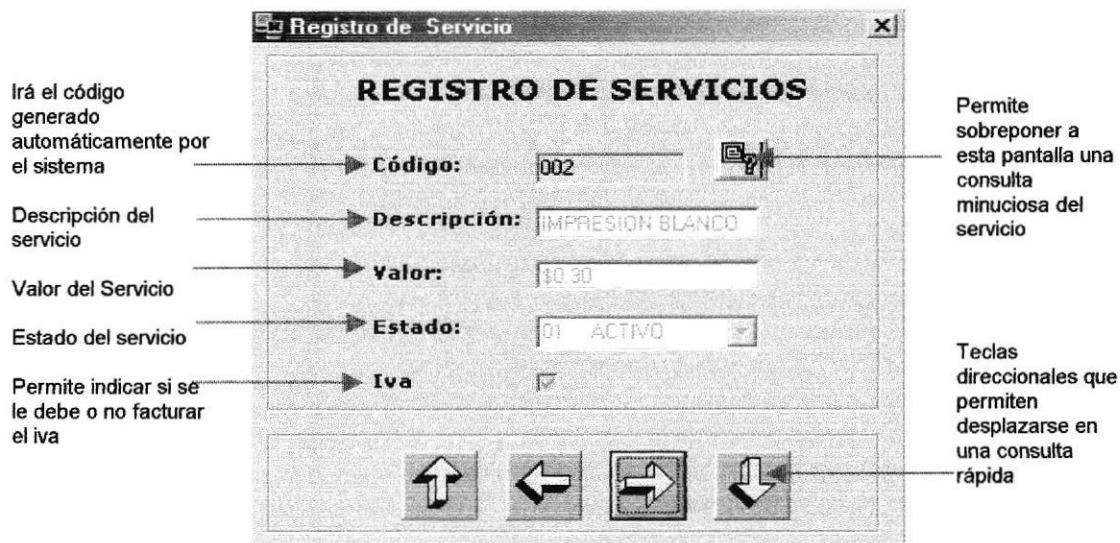 Registro de Servicio
REGISTRO DE SERVICIOS
Irá el código
generado
automáticamente por
el sistema
Código:
002
Permite
sobreponer a
esta pantalla una
consulta
minuciosa del
servicio
Descripción del
servicio
Descripción:
IMPRESION BLANCO
Valor del Servicio
Valor:
$0.30
Estado del servicio
Estado:
01 ACTIVO
Permite indicar si se
le debe o no facturar
el iva
Iva
Teclas
direccionales que
permiten
desplazarse en
una consulta
rápida